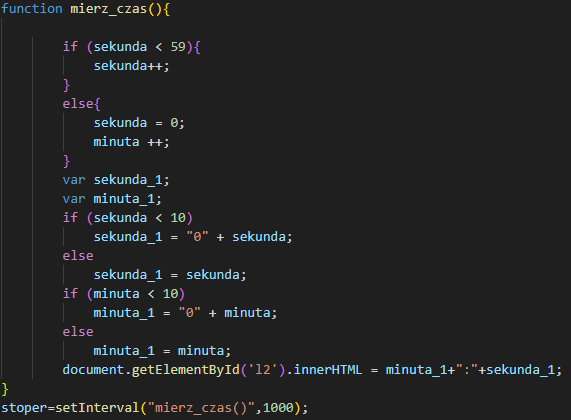 function mierz_czas(){
if (sekunda < 59){
sekunda++;
}
else{
sekunda = 0;
minuta ++;
}
var sekunda_1;
var minuta_1;
if (sekunda < 10)
sekunda_1 = "0" + sekunda;
else
sekunda_1 = sekunda;
if (minuta < 10)
minuta_1 = "0" + minuta;
else
minuta_1 = minuta;
document.getElementById('l2').innerHTML = minuta_1+":"+sekunda_1;
}
stoper=setInterval("mierz_czas()",1000);